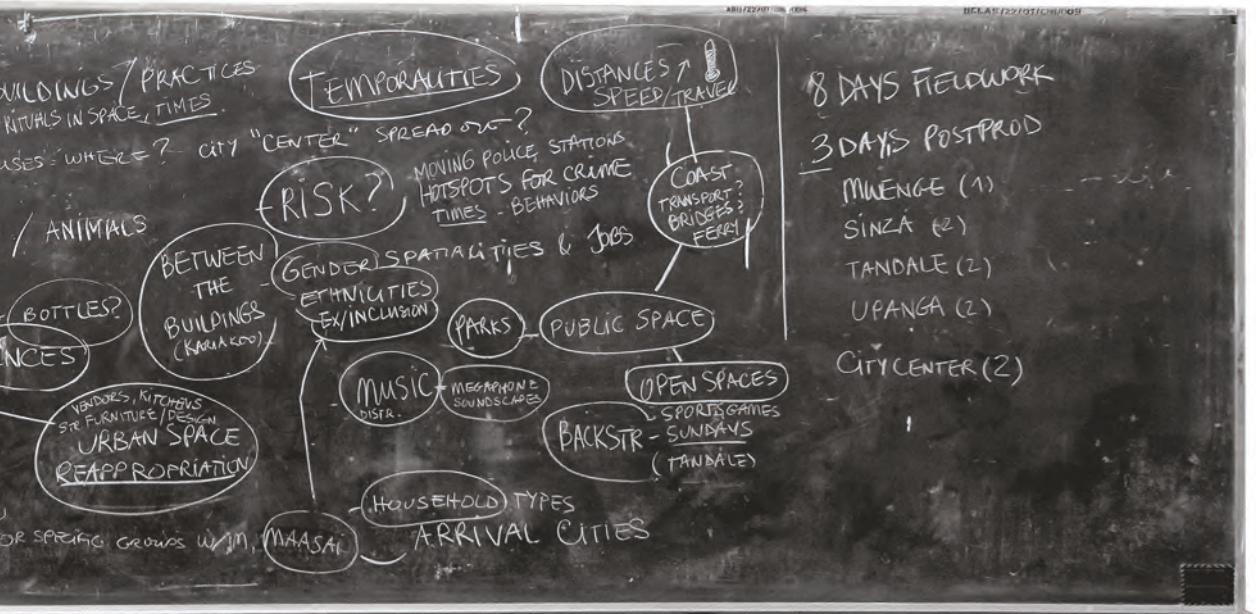 BUILDINGS / PRACTICES
RITUALS IN SPACE, TIMES
USES: WHERE? CITY "CENTER" SPREAD OUT?
/ ANIMALS
BOTTLES?
NCES
VENDORS, KITCHENS
STR FURNITURE/DESIGN
URBAN SPACE
REAPPROPRIATION
OR SPECIFIC GROUPS W/IM, MAASAI
BETWEEN
THE
BUILDINGS
(KARIAKOO)
TEMPORALITIES
RISK?
MOVING POLICE STATIONS
HOTSPOTS FOR CRIME
TIMES - BEHAVIORS
GENDER SPATIALITIES & JOBS
ETHNICITIES
EX/INCLUSION
MUSIC
DISTR.
MEGAPHONE
SOUNDSCAPES
HOUSEHOLD TYPES
ARRIVAL CITIES
DISTANCES
SPEED/TRAVEL
COAST
TRANSPORT?
BRIDGES?
FERRY
PARKS - PUBLIC SPACE
OPEN SPACES
BACKSTR - SPORTS, GAMES
SUNDAYS
(TANDALE)
8 DAYS FIELDWORK
3 DAYS POSTPROD
MWENGE (1)
SINZA (2)
TANDALE (2)
UPANGA (2)
CITYCENTER (2)